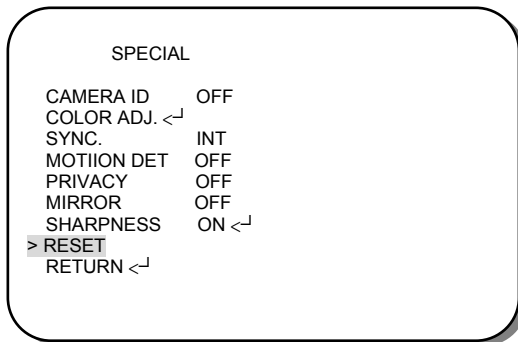 SPECIAL
CAMERA ID OFF
COLOR ADJ. <┘
SYNC. INT
MOTIION DET OFF
PRIVACY OFF
MIRROR OFF
SHARPNESS ON <┘
> RESET
RETURN <┘